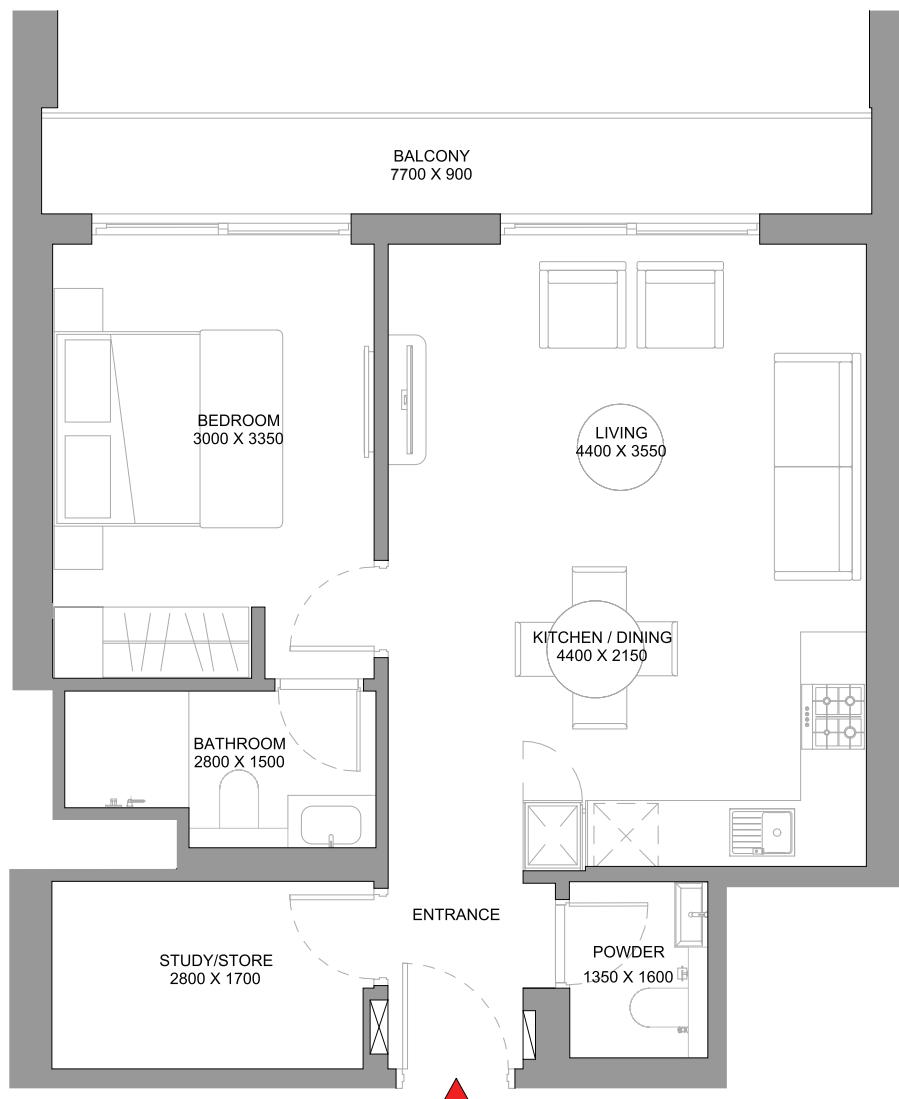 BALCONY
7700 X 900
BEDROOM
3000 X 3350
LIVING
4400 X 3550
KITCHEN / DINING
4400 X 2150
BATHROOM
2800 X 1500
ENTRANCE
STUDY/STORE
2800 X 1700
POWDER
1350 X 1600